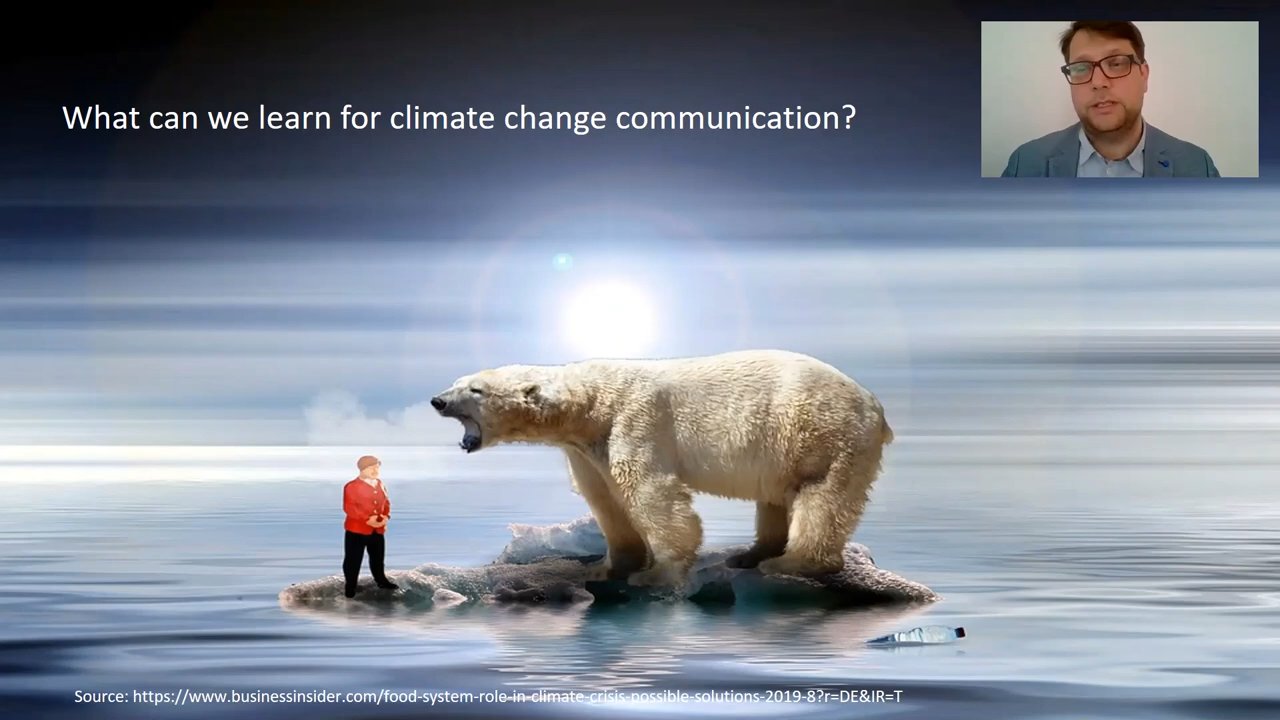 What can we learn for climate change communication?
Source: https://www.businessinsider.com/food-system-role-in-climate-crisis-possible-solutions-2019-8?r=DE&IR=T